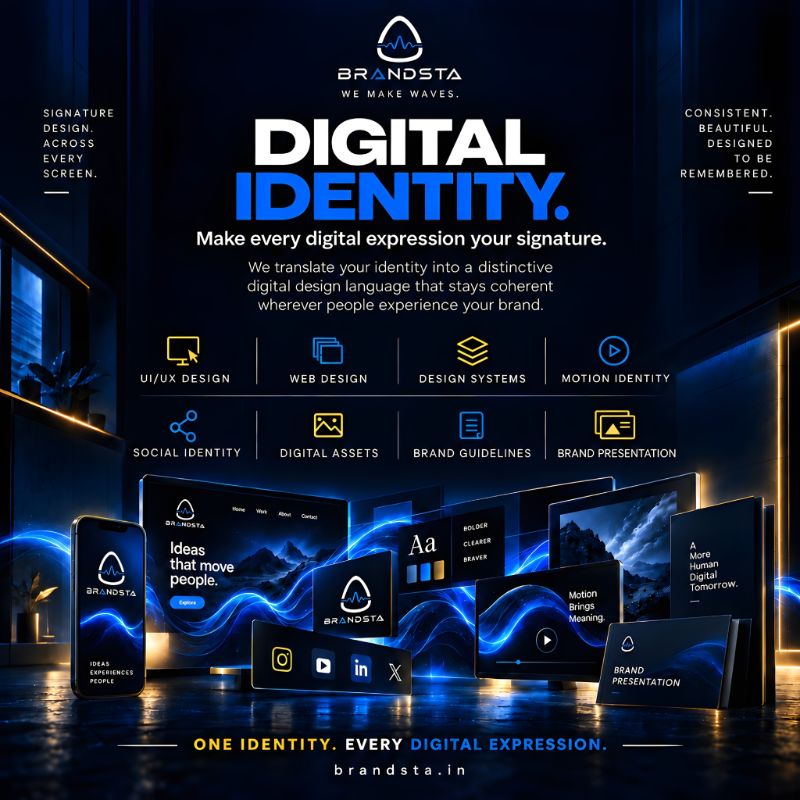 BRANDSTA
WE MAKE WAVES.
SIGNATURE
DESIGN.
ACROSS
EVERY
SCREEN.
CONSISTENT.
BEAUTIFUL.
DESIGNED
TO BE
REMEMBERED.
DIGITAL
IDENTITY.
Make every digital expression your signature.
We translate your identity into a distinctive
digital design language that stays coherent
wherever people experience your brand.
UI/UX DESIGN
WEB DESIGN
DESIGN SYSTEMS
MOTION IDENTITY
SOCIAL IDENTITY
DIGITAL ASSETS
BRAND GUIDELINES
BRAND PRESENTATION
BRANDSTA
Home Work About Contact
Ideas
that move
people.
Explore
BRANDSTA
IDEAS
EXPERIENCES
PEOPLE
BRANDSTA
Aa
BOLDER
CLEARER
BRAVER
in
X
Motion
Brings
Meaning.
A
More
Human
Digital
Tomorrow.
BRAND
PRESENTATION
ONE IDENTITY. EVERY DIGITAL EXPRESSION.
brandsta.in